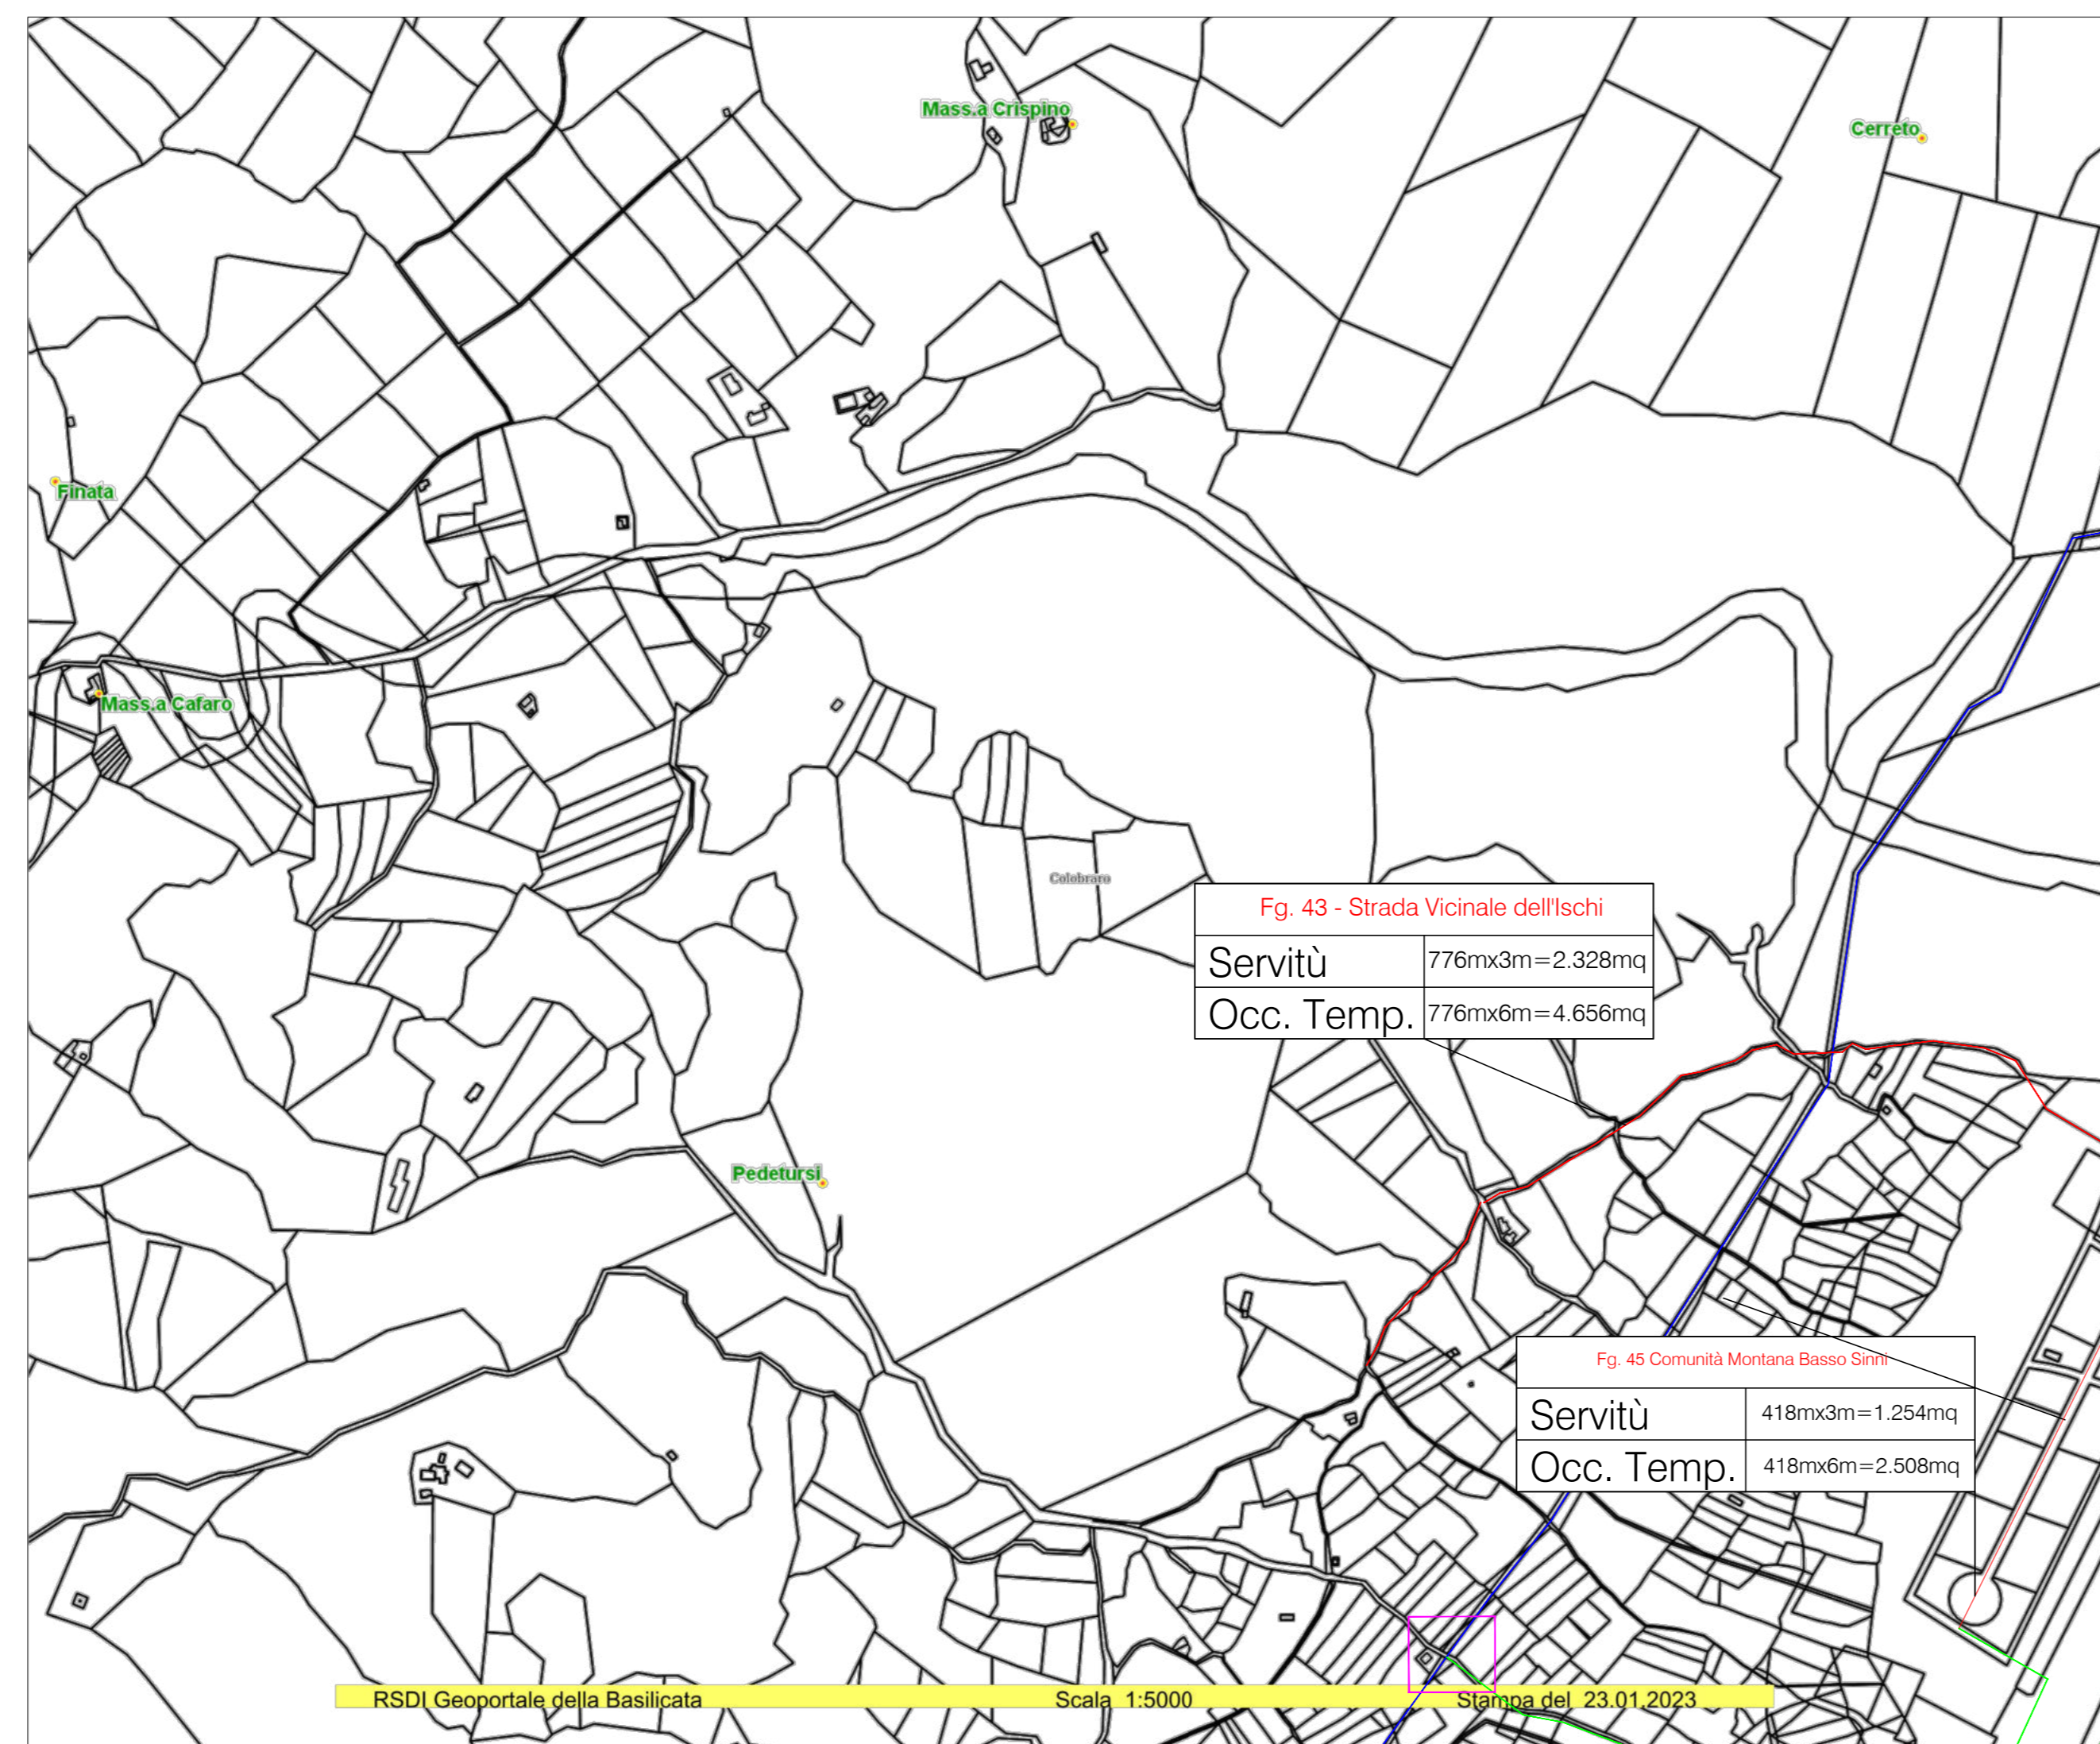 Mass.a Crispino
Cerreto
Finata
Mass.a Cafaro
Colobraro
Fg. 43 - Strada Vicinale dell'Ischi
Servitù 776mx3m=2.328mq
Occ. Temp. 776mx6m=4.656mq
Pedetursi
Fg. 45 Comunità Montana Basso Sinni
Servitù 418mx3m=1.254mq
Occ. Temp. 418mx6m=2.508mq
RSDI Geoportale della Basilicata Scala 1:5000 Stampa del 23.01.2023